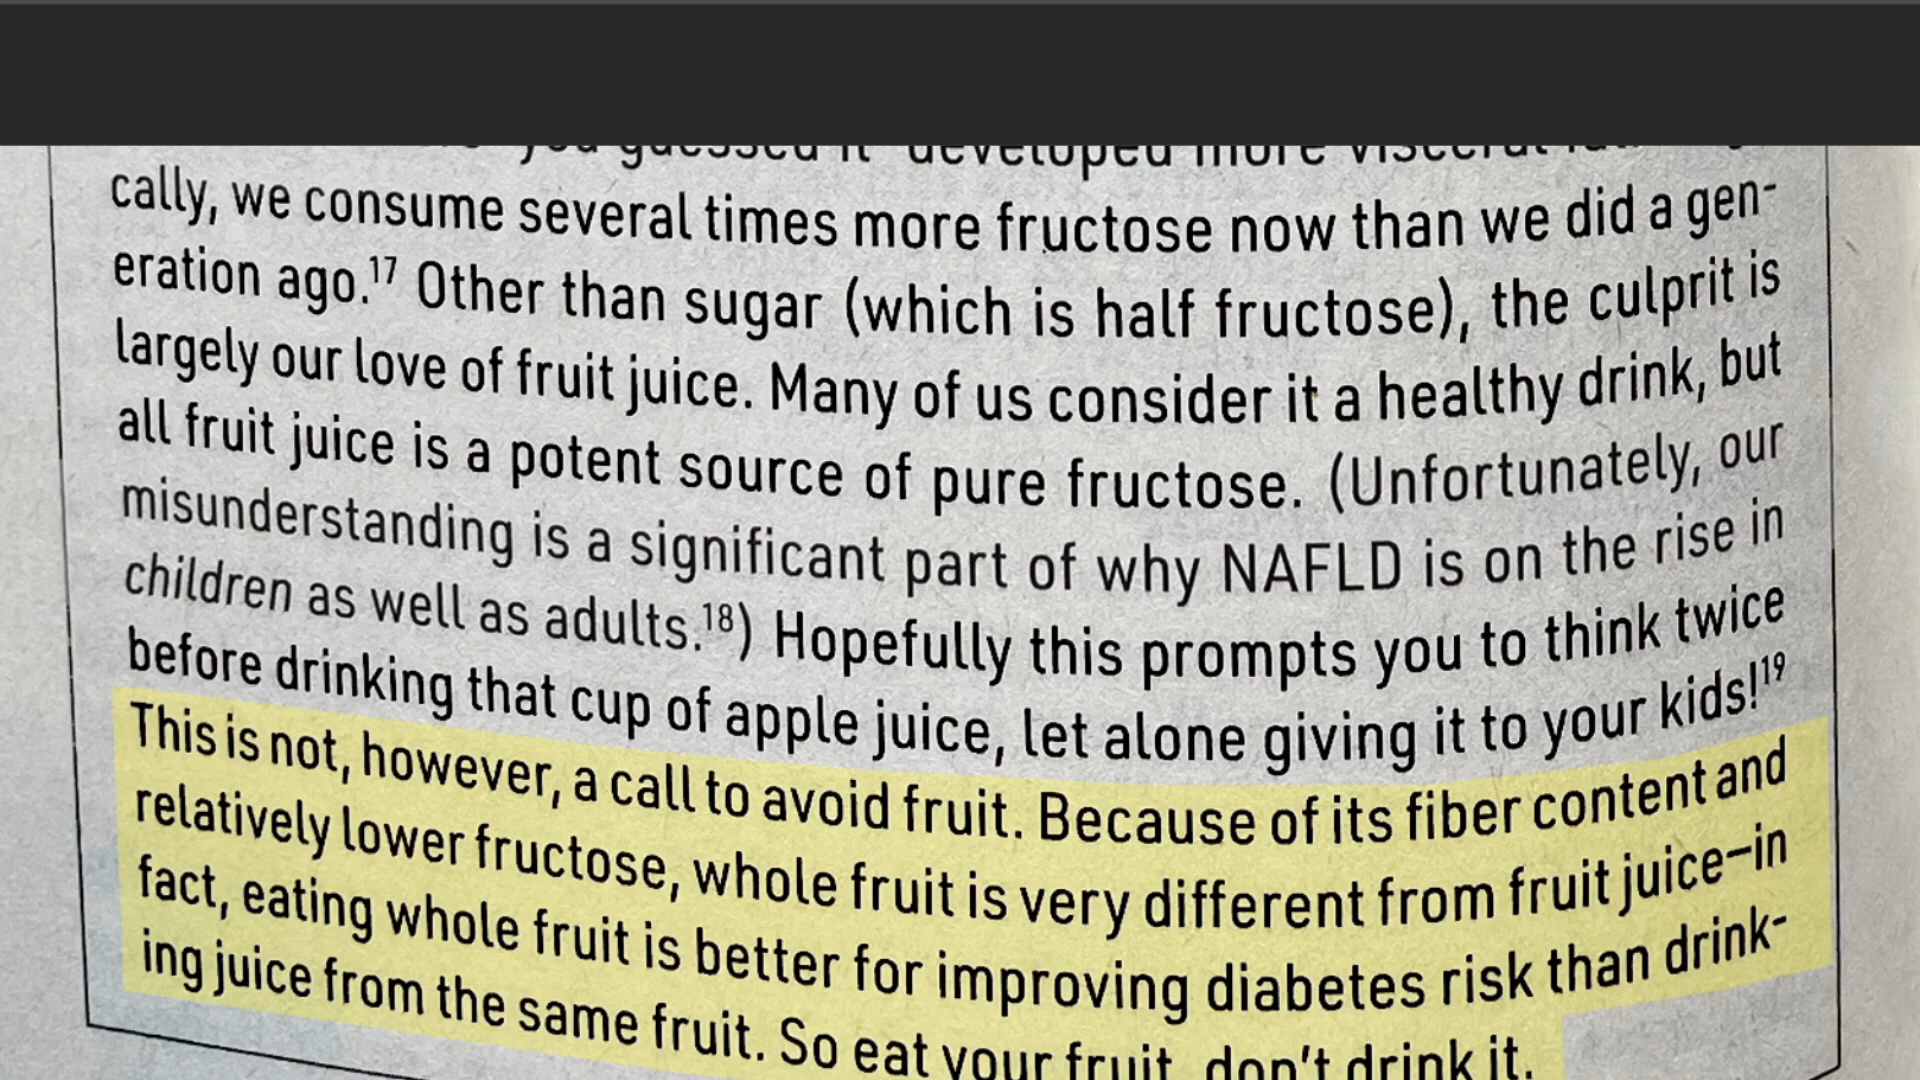 you guessed it developed more visceral
cally, we consume several times more fructose now than we did a gen-
eration ago.¹⁷ Other than sugar (which is half fructose), the culprit is
largely our love of fruit juice. Many of us consider it a healthy drink, but
all fruit juice is a potent source of pure fructose. (Unfortunately, our
misunderstanding is a significant part of why NAFLD is on the rise in
children as well as adults.¹⁸) Hopefully this prompts you to think twice
before drinking that cup of apple juice, let alone giving it to your kids!¹⁹
This is not, however, a call to avoid fruit. Because of its fiber content and
relatively lower fructose, whole fruit is very different from fruit juice—in
fact, eating whole fruit is better for improving diabetes risk than drink-
ing juice from the same fruit. So eat your fruit, don't drink it.